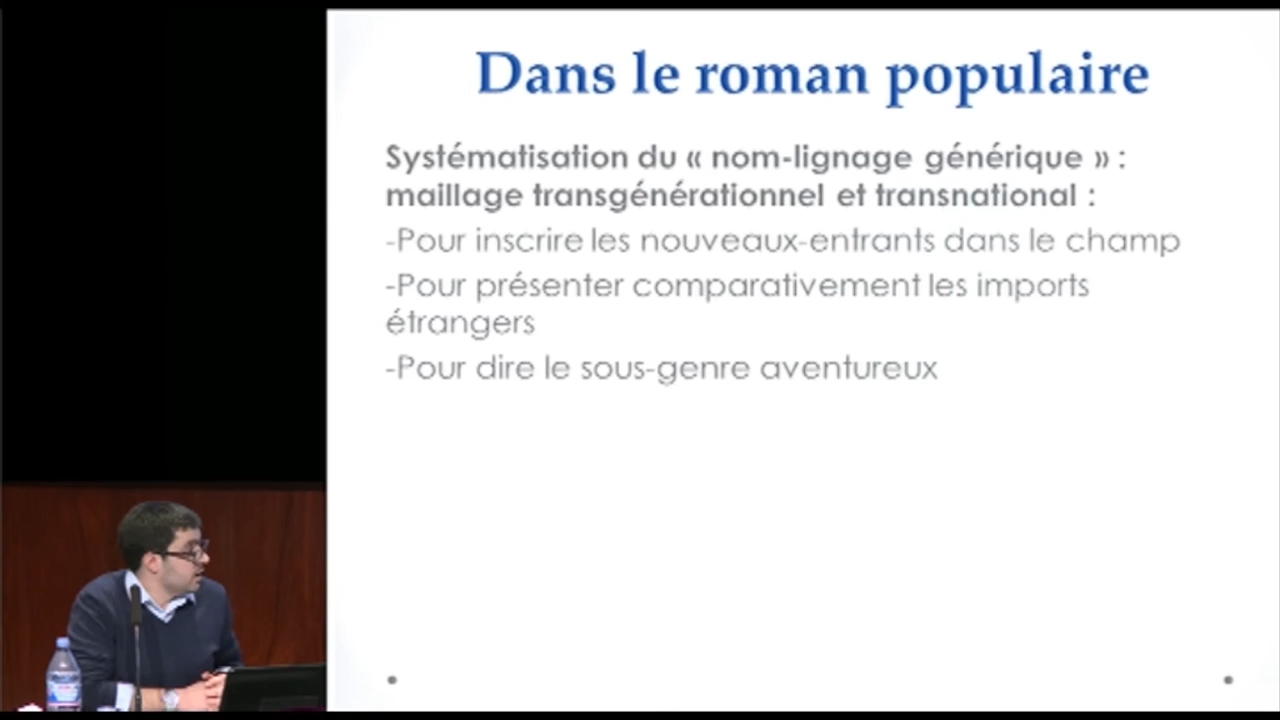 Dans le roman populaire
Systématisation du « nom-lignage générique » :
maillage transgénérationnel et transnational :
-Pour inscrire les nouveaux-entrants dans le champ
-Pour présenter comparativement les imports
étrangers
-Pour dire le sous-genre aventureux